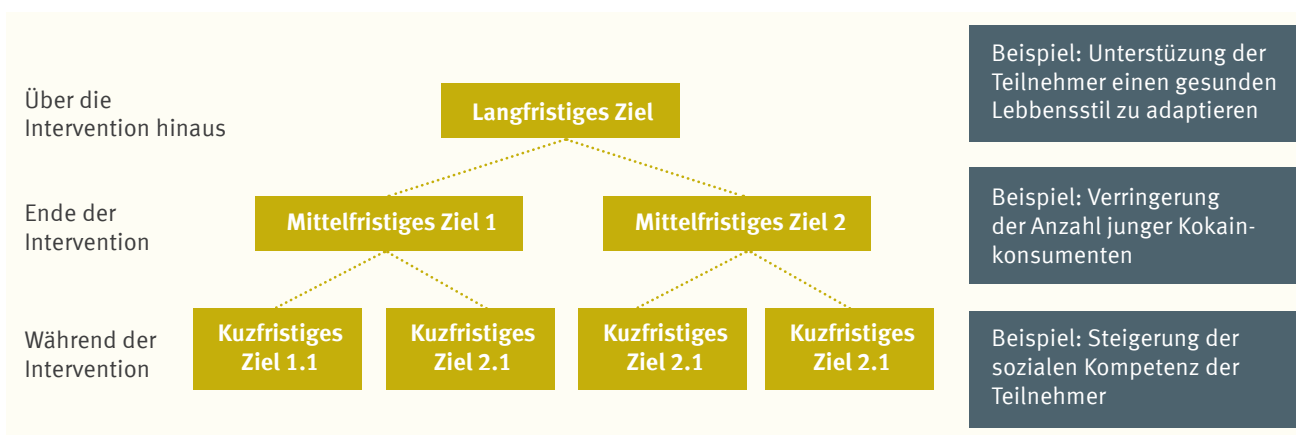 Über die
Intervention hinaus
Langfristiges Ziel
Beispiel: Unterstüzung der
Teilnehmer einen gesunden
Lebbensstil zu adaptieren
Ende der
Intervention
Mittelfristiges Ziel 1
Mittelfristiges Ziel 2
Beispiel: Verringerung
der Anzahl junger Kokain-
konsumenten
Während der
Intervention
Kuzfristiges
Ziel 1.1
Kuzfristiges
Ziel 2.1
Kuzfristiges
Ziel 2.1
Kuzfristiges
Ziel 2.1
Beispiel: Steigerung der
sozialen Kompetenz der
Teilnehmer